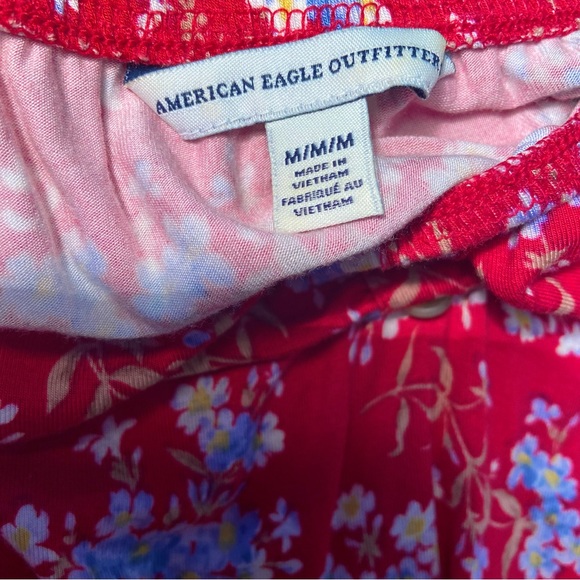 AMERICAN EAGLE OUTFITTER
M/M/M
MADE IN
VIETNAM
FABRIQUÉ AU
VIETNAM